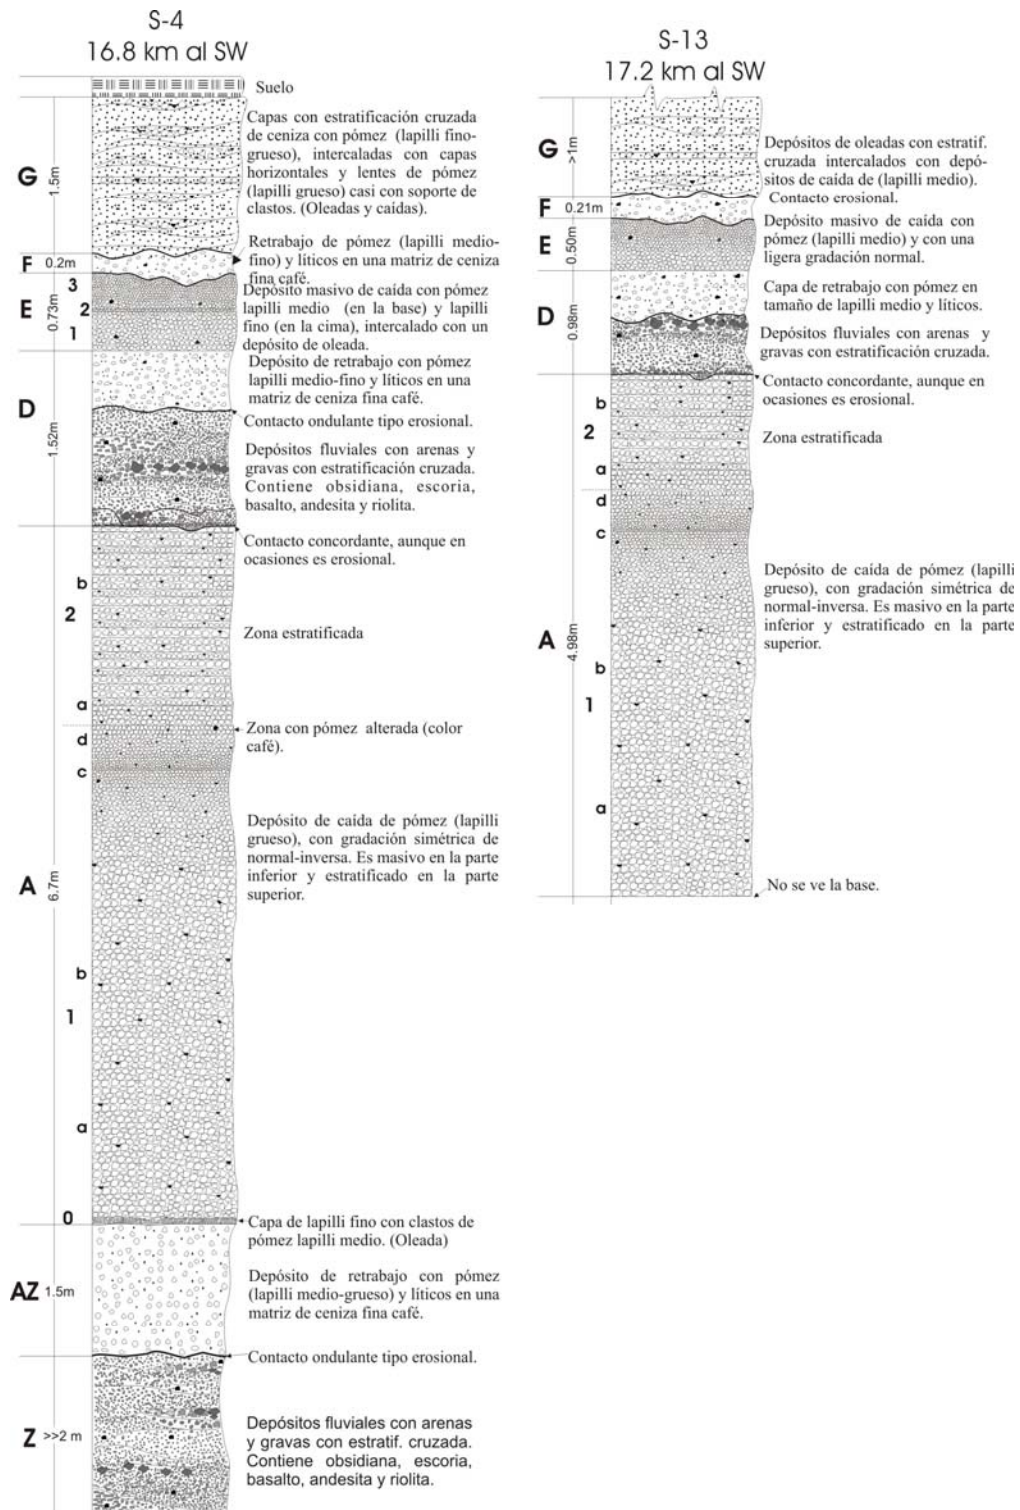 S-4
16.8 km al SW
Suelo
G
1.5m
Capas con estratificación cruzada
de ceniza con pómez (lapilli fino-
grueso), intercaladas con capas
horizontales y lentes de pómez
(lapilli grueso) casi con soporte de
clastos. (Oleadas y caídas).
F
0.2m
Retrabajo de pómez (lapilli medio-
fino) y líticos en una matriz de ceniza
fina café.
E
0.73m
3
2
1
Depósito masivo de caída con pómez
lapilli medio (en la base) y lapilli
fino (en la cima), intercalado con un
depósito de oleada.
D
1.52m
Depósito de retrabajo con pómez
lapilli medio-fino y líticos en una
matriz de ceniza fina café.
Contacto ondulante tipo erosional.
Depósitos fluviales con arenas y
gravas con estratificación cruzada.
Contiene obsidiana, escoria,
basalto, andesita y riolita.
Contacto concordante, aunque en
ocasiones es erosional.
A
6.7m
b
2
a
Zona estratificada
Zona con pómez alterada (color
café).
d
c
Depósito de caída de pómez (lapilli
grueso), con gradación simétrica de
normal-inversa. Es masivo en la parte
inferior y estratificado en la parte
superior.
b
1
a
0
Capa de lapilli fino con clastos de
pómez lapilli medio. (Oleada)
AZ
1.5m
Depósito de retrabajo con pómez
(lapilli medio-grueso) y líticos en una
matriz de ceniza fina café.
Contacto ondulante tipo erosional.
Z
>>2 m
Depósitos fluviales con arenas
y gravas con estratif. cruzada.
Contiene obsidiana, escoria,
basalto, andesita y riolita.
S-13
17.2 km al SW
G
>1m
Depósitos de oleadas con estratif.
cruzada intercalados con depó-
sitos de caída de (lapilli medio).
Contacto erosional.
F
0.21m
E
0.50m
Depósito masivo de caída con
pómez (lapilli medio) y con una
ligera gradación normal.
D
0.98m
Capa de retrabajo con pómez en
tamaño de lapilli medio y líticos.
Depósitos fluviales con arenas y
gravas con estratificación cruzada.
Contacto concordante, aunque en
ocasiones es erosional.
A
4.98m
b
2
a
Zona estratificada
d
c
Depósito de caída de pómez (lapilli
grueso), con gradación simétrica de
normal-inversa. Es masivo en la parte
inferior y estratificado en la parte
superior.
b
1
a
No se ve la base.